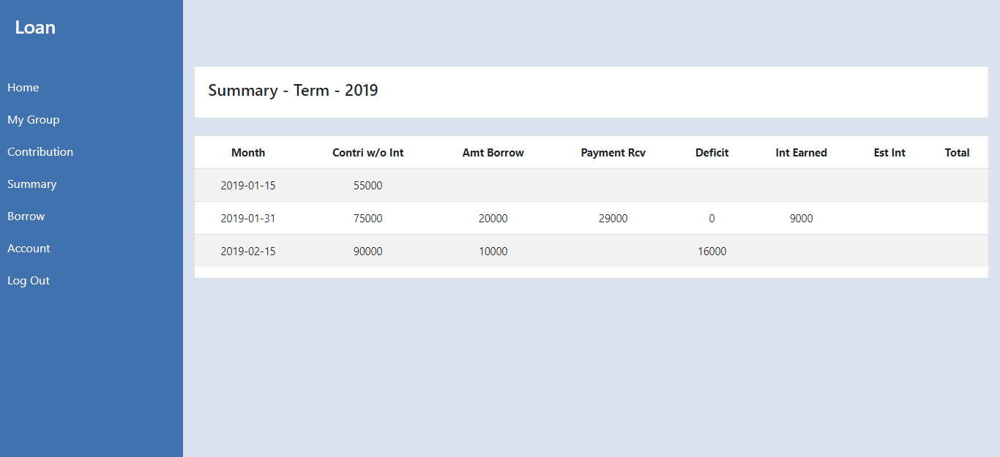 Loan
Home
My Group
Contribution
Summary
Borrow
Account
Log Out
Summary - Term - 2019
Month Contri w/o Int Amt Borrow Payment Rcv Deficit Int Earned Est Int Total
2019-01-15 55000
2019-01-31 75000 20000 29000 0 9000
2019-02-15 90000 10000 16000